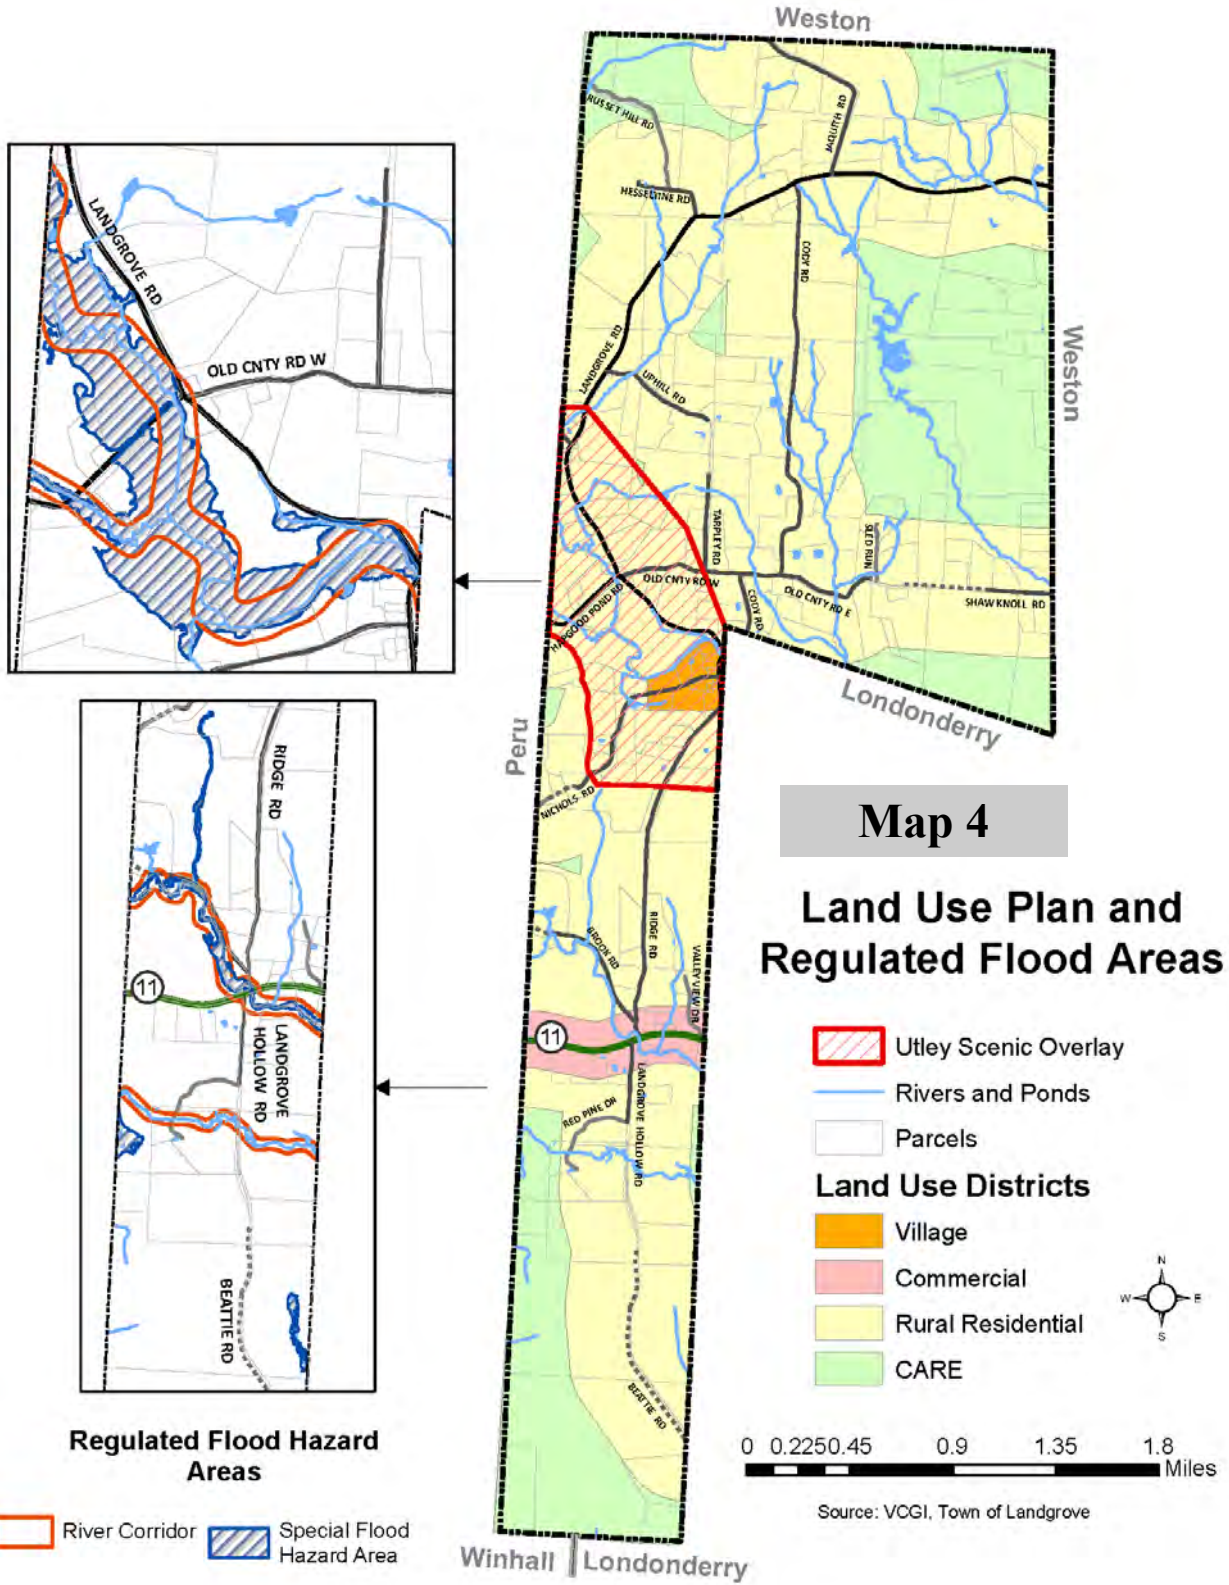 Weston
RUSSET HILL RD
HESSELTINE RD
CODY RD
LANDGROVE RD
UPHILL RD
Weston
LANDGROVE RD
OLD CNTY RD W
TARPLEY RD
SLED RUN
OLD CNTY RD W
OLD CNTY RD E
SHAW KNOLL RD
HAPGOOD POND RD
CODY RD
Londonderry
Peru
NICHOLS RD
RIDGE RD
11
LANDGROVE HOLLOW RD
BEATTIE RD
BROOK RD
RIDGE RD
VALLEY VIEW DR
11
RED PINE DR
LANDGROVE HOLLOW RD
BEATTIE RD
Winhall
Londonderry
Map 4
Land Use Plan and
Regulated Flood Areas
Utley Scenic Overlay
Rivers and Ponds
Parcels
Land Use Districts
Village
Commercial
Rural Residential
CARE
N
W
E
S
0 0.225 0.45 0.9 1.35 1.8
Miles
Source: VCGI, Town of Landgrove
Regulated Flood Hazard
Areas
River Corridor
Special Flood
Hazard Area